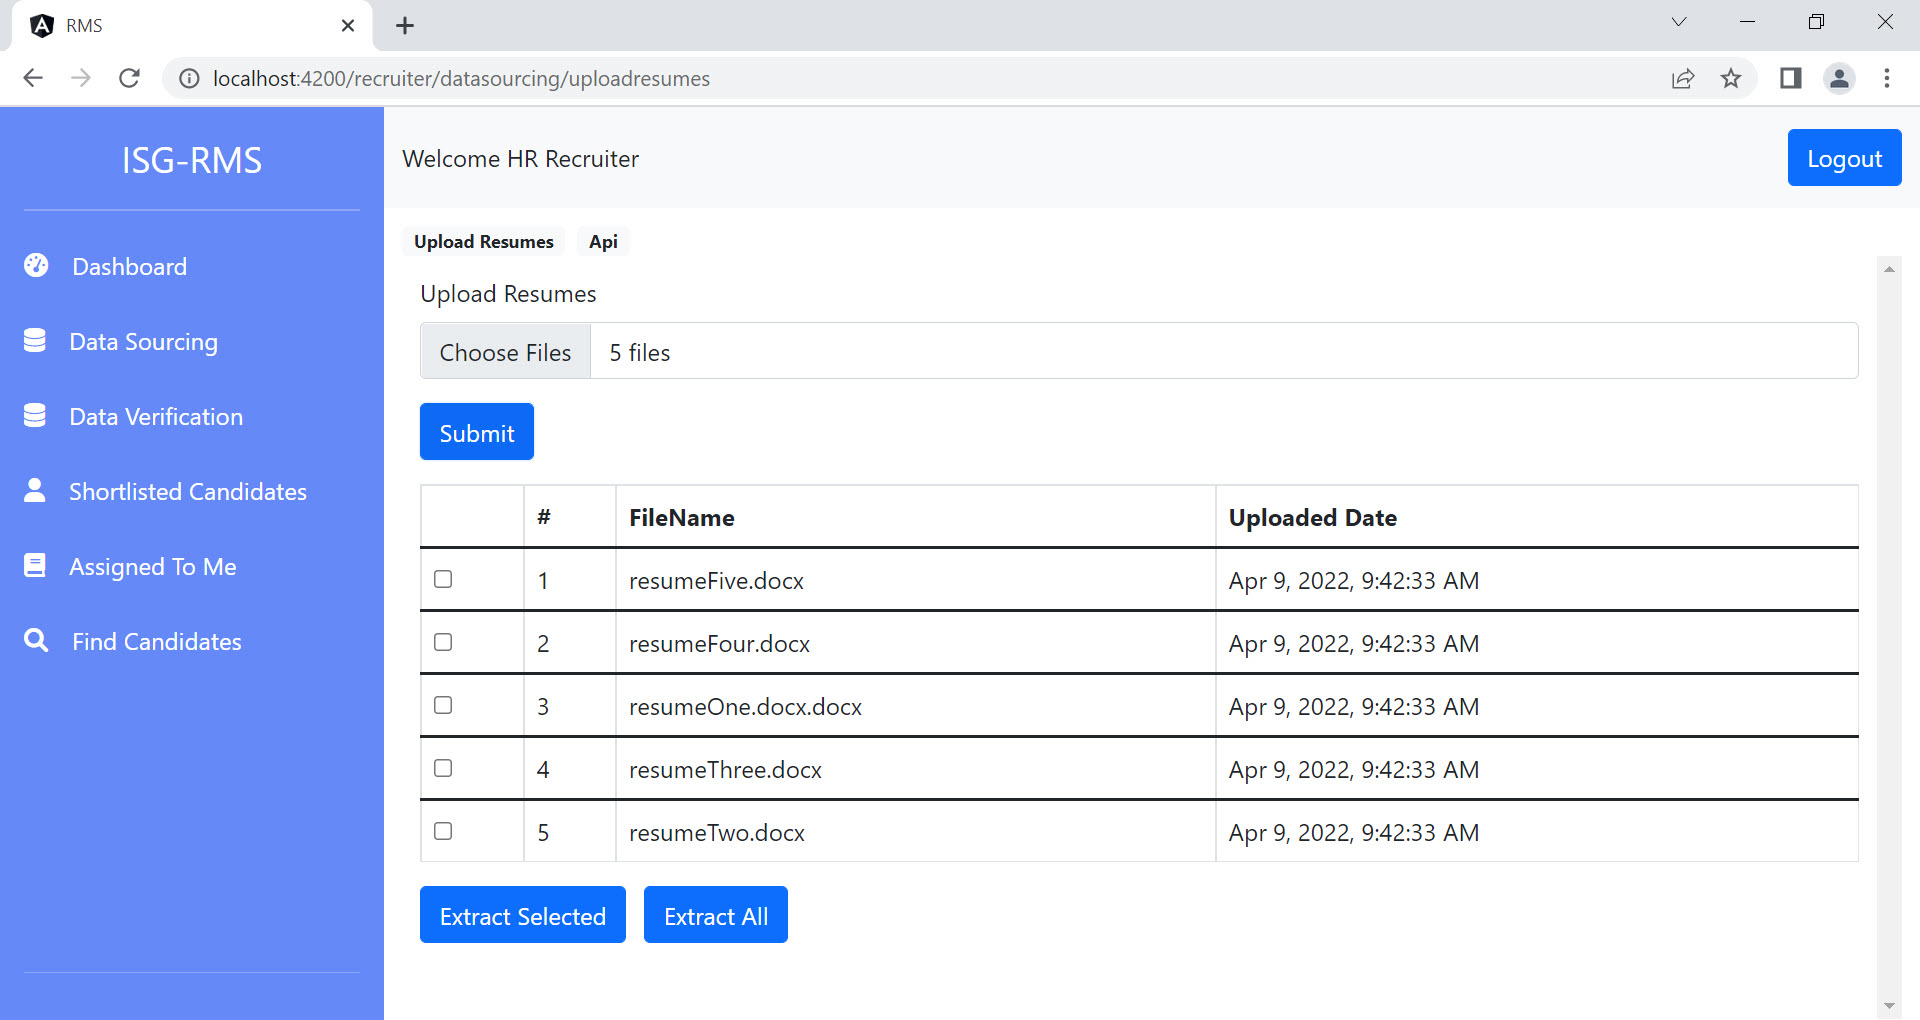 RMS
localhost:4200/recruiter/datasourcing/uploadresumes
ISG-RMS
Dashboard
Data Sourcing
Data Verification
Shortlisted Candidates
Assigned To Me
Find Candidates
Welcome HR Recruiter
Logout
Upload Resumes Api
Upload Resumes
Choose Files 5 files
Submit
# FileName Uploaded Date
1 resumeFive.docx Apr 9, 2022, 9:42:33 AM
2 resumeFour.docx Apr 9, 2022, 9:42:33 AM
3 resumeOne.docx.docx Apr 9, 2022, 9:42:33 AM
4 resumeThree.docx Apr 9, 2022, 9:42:33 AM
5 resumeTwo.docx Apr 9, 2022, 9:42:33 AM
Extract Selected Extract All